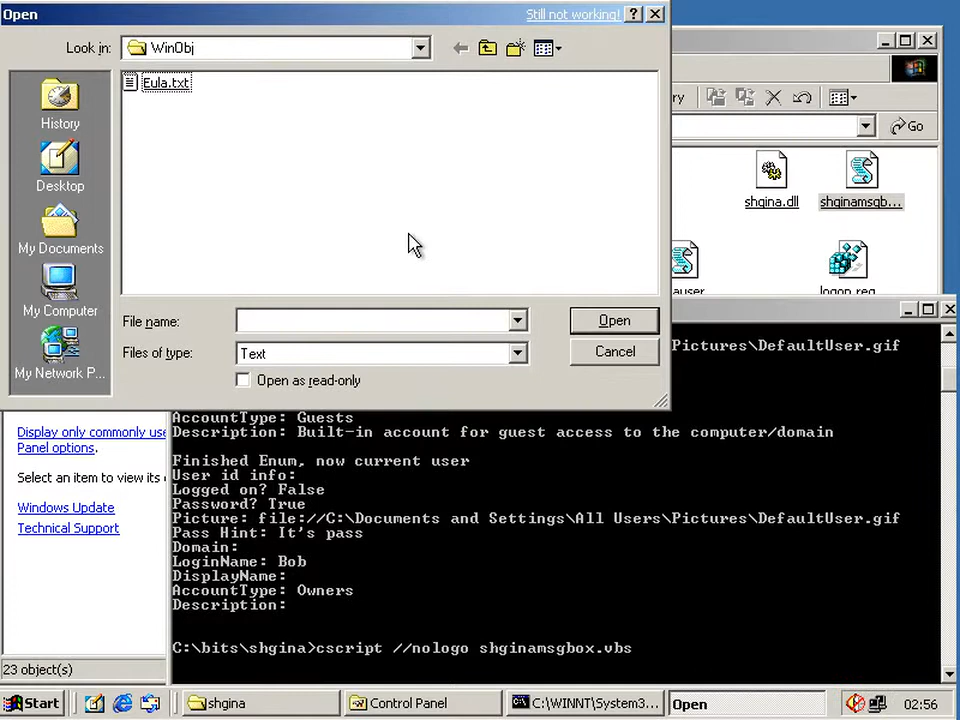 Open
Still not working!
Look in:
WinObj
ry
Go
History
Desktop
My Documents
My Computer
My Network P...
Eula.txt
shgina.dll
shginamsgb...
auser
logon.reg
File name:
Open
Files of type:
Text
Cancel
Open as read-only
Display only commonly use
Panel options.
Select an item to view its
Windows Update
Technical Support
23 object(s)
Pictures\DefaultUser.gif
AccountType: Guests
Description: Built-in account for guest access to the computer/domain
Finished Enum, now current user
User id info:
Logged on? False
Password? True
Picture: file://C:\Documents and Settings\All Users\Pictures\DefaultUser.gif
Pass Hint: It's pass
Domain:
LoginName: Bob
DisplayName:
AccountType: Owners
Description:
C:\bits\shgina>cscript //nologo shginamsgbox.vbs
Start
shgina
Control Panel
C:\WINNT\System3...
Open
02:56